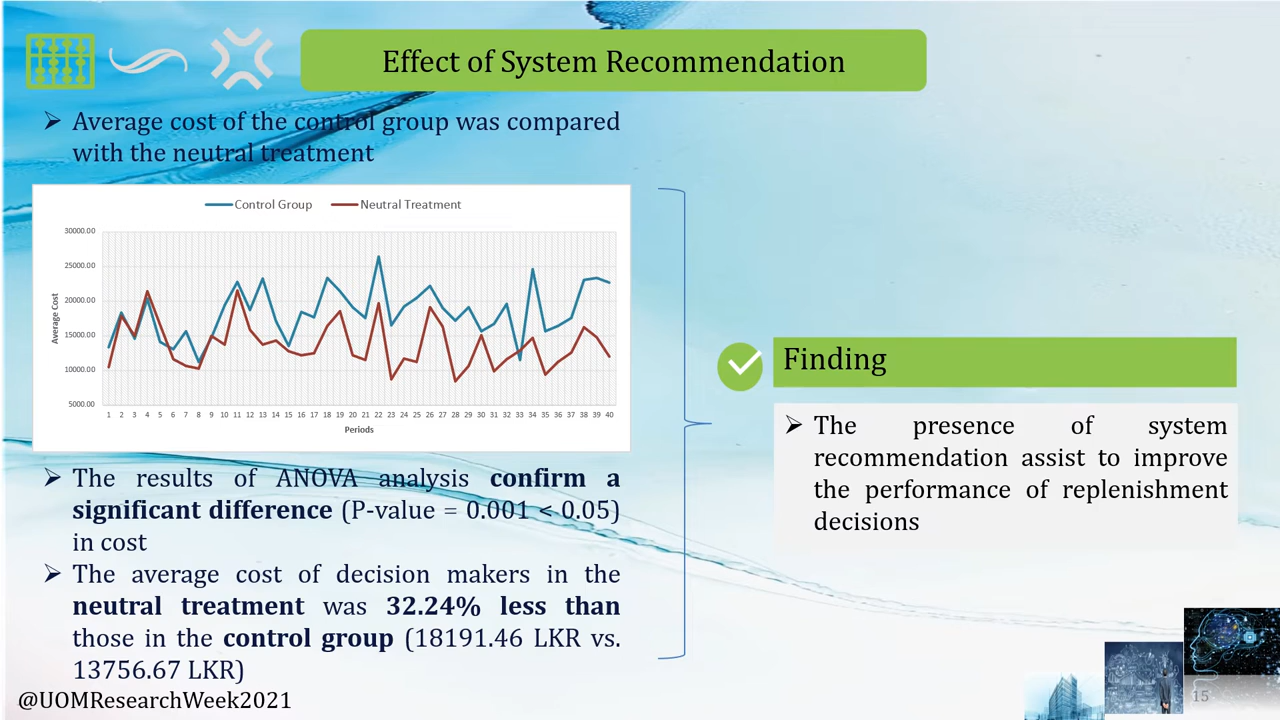 Effect of System Recommendation
➢ Average cost of the control group was compared
with the neutral treatment
Control Group Neutral Treatment
30000.00
25000.00
20000.00
15000.00
10000.00
5000.00
Average Cost
1 2 3 4 5 6 7 8 9 10 11 12 13 14 15 16 17 18 19 20 21 22 23 24 25 26 27 28 29 30 31 32 33 34 35 36 37 38 39 40
Periods
➢ The results of ANOVA analysis confirm a
significant difference (P-value = 0.001 < 0.05)
in cost
➢ The average cost of decision makers in the
neutral treatment was 32.24% less than
those in the control group (18191.46 LKR vs.
13756.67 LKR)
Finding
➢ The presence of system
recommendation assist to improve
the performance of replenishment
decisions
@UOMResearchWeek2021
15